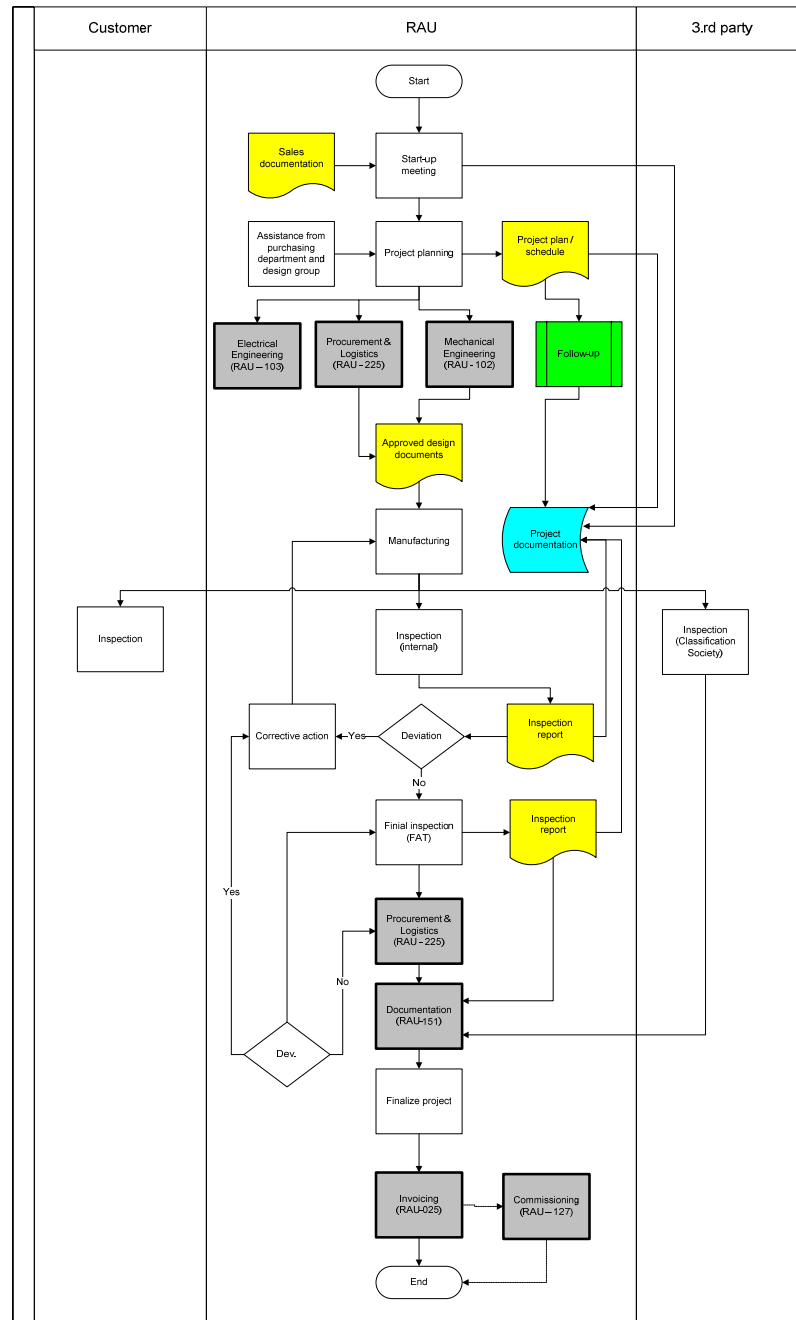 Customer
RAU
3.rd party
Start
Sales
documentation
Start-up
meeting
Assistance from
purchasing
department and
design group
Project planning
Project plan /
schedule
Electrical
Engineering
(RAU – 103)
Procurement &
Logistics
(RAU - 225)
Mechanical
Engineering
(RAU - 102)
Follow-up
Approved design
documents
Manufacturing
Project
documentation
Inspection
Inspection
(internal)
Inspection
(Classification
Society)
Corrective action
Yes
Deviation
Inspection
report
No
Finial inspection
(FAT)
Inspection
report
Yes
Procurement &
Logistics
(RAU - 225)
No
Documentation
(RAU-151)
Dev.
Finalize project
Invoicing
(RAU-025)
Commissioning
(RAU – 127)
End